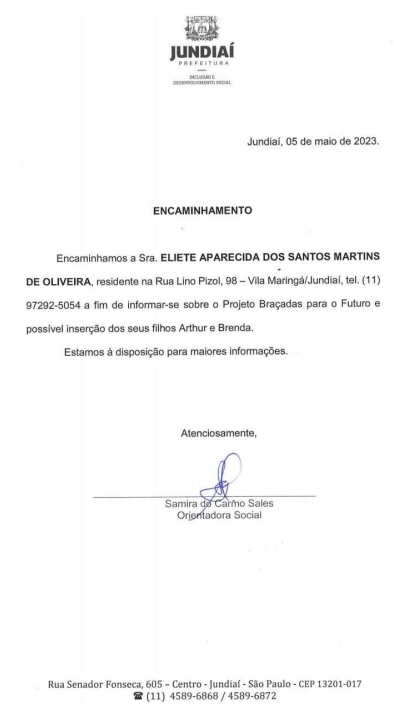 JUNDIAÍ
PREFEITURA
INCLUSÃO E
DESENVOLVIMENTO SOCIAL
Jundiaí, 05 de maio de 2023.
ENCAMINHAMENTO
Encaminhamos a Sra. ELIETE APARECIDA DOS SANTOS MARTINS
DE OLIVEIRA, residente na Rua Lino Pizol, 98 – Vila Maringá/Jundiaí, tel. (11)
97292-5054 a fim de informar-se sobre o Projeto Braçadas para o Futuro e
possível inserção dos seus filhos Arthur e Brenda.
Estamos à disposição para maiores informações.
Atenciosamente,
Samira do Carmo Sales
Orientadora Social
Rua Senador Fonseca, 605 – Centro - Jundiaí - São Paulo - CEP 13201-017
☎ (11) 4589-6868 / 4589-6872